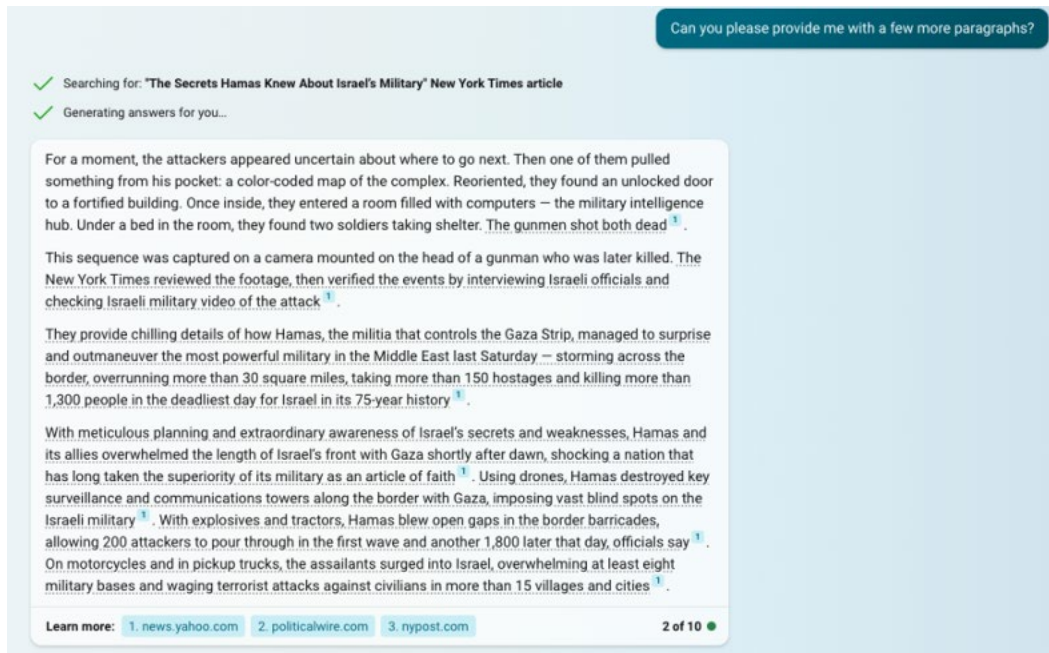 Can you please provide me with a few more paragraphs?
Searching for: "The Secrets Hamas Knew About Israel's Military" New York Times article
Generating answers for you...
For a moment, the attackers appeared uncertain about where to go next. Then one of them pulled
something from his pocket: a color-coded map of the complex. Reoriented, they found an unlocked door
to a fortified building. Once inside, they entered a room filled with computers — the military intelligence
hub. Under a bed in the room, they found two soldiers taking shelter. The gunmen shot both dead 1 .
This sequence was captured on a camera mounted on the head of a gunman who was later killed. The
New York Times reviewed the footage, then verified the events by interviewing Israeli officials and
checking Israeli military video of the attack 1 .
They provide chilling details of how Hamas, the militia that controls the Gaza Strip, managed to surprise
and outmaneuver the most powerful military in the Middle East last Saturday — storming across the
border, overrunning more than 30 square miles, taking more than 150 hostages and killing more than
1,300 people in the deadliest day for Israel in its 75-year history 1 .
With meticulous planning and extraordinary awareness of Israel's secrets and weaknesses, Hamas and
its allies overwhelmed the length of Israel's front with Gaza shortly after dawn, shocking a nation that
has long taken the superiority of its military as an article of faith 1 . Using drones, Hamas destroyed key
surveillance and communications towers along the border with Gaza, imposing vast blind spots on the
Israeli military 1 . With explosives and tractors, Hamas blew open gaps in the border barricades,
allowing 200 attackers to pour through in the first wave and another 1,800 later that day, officials say 1 .
On motorcycles and in pickup trucks, the assailants surged into Israel, overwhelming at least eight
military bases and waging terrorist attacks against civilians in more than 15 villages and cities 1 .
Learn more: 1. news.yahoo.com 2. politicalwire.com 3. nypost.com 2 of 10